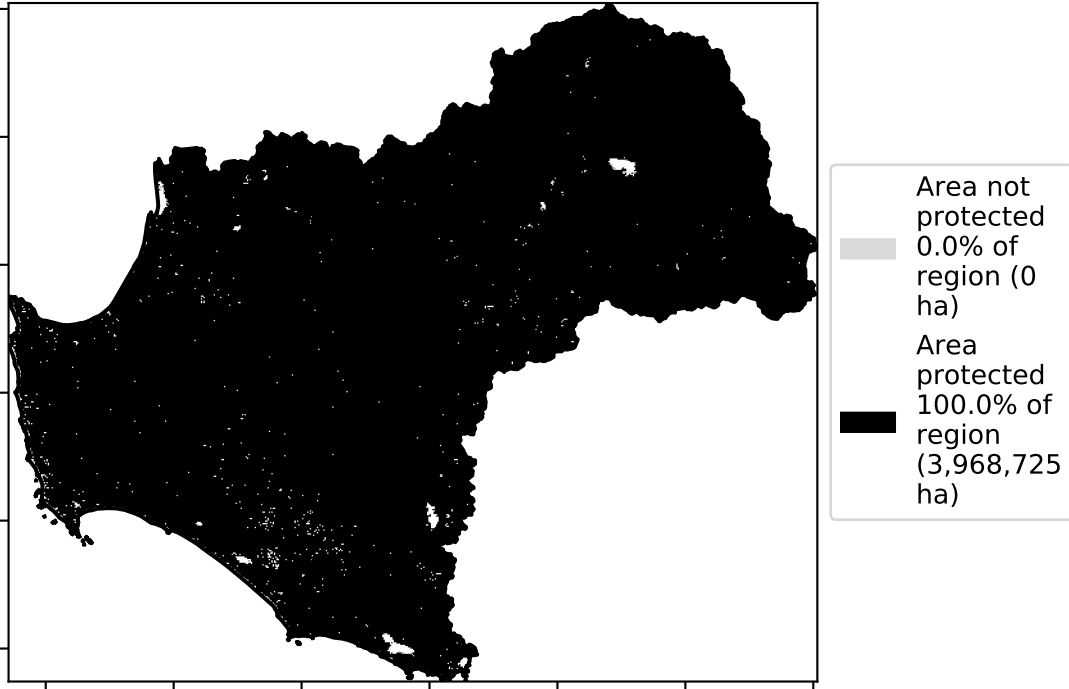 Area not
protected
0.0% of
region (0
ha)
Area
protected
100.0% of
region
(3,968,725
ha)